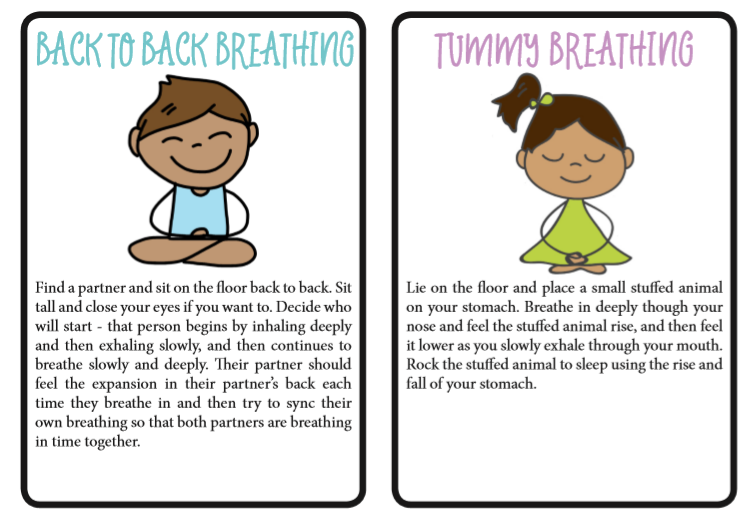 BACK TO BACK BREATHING
Find a partner and sit on the floor back to back. Sit
tall and close your eyes if you want to. Decide who
will start - that person begins by inhaling deeply
and then exhaling slowly, and then continues to
breathe slowly and deeply. Their partner should
feel the expansion in their partner’s back each
time they breathe in and then try to sync their
own breathing so that both partners are breathing
in time together.
TUMMY BREATHING
Lie on the floor and place a small stuffed animal
on your stomach. Breathe in deeply though your
nose and feel the stuffed animal rise, and then feel
it lower as you slowly exhale through your mouth.
Rock the stuffed animal to sleep using the rise and
fall of your stomach.